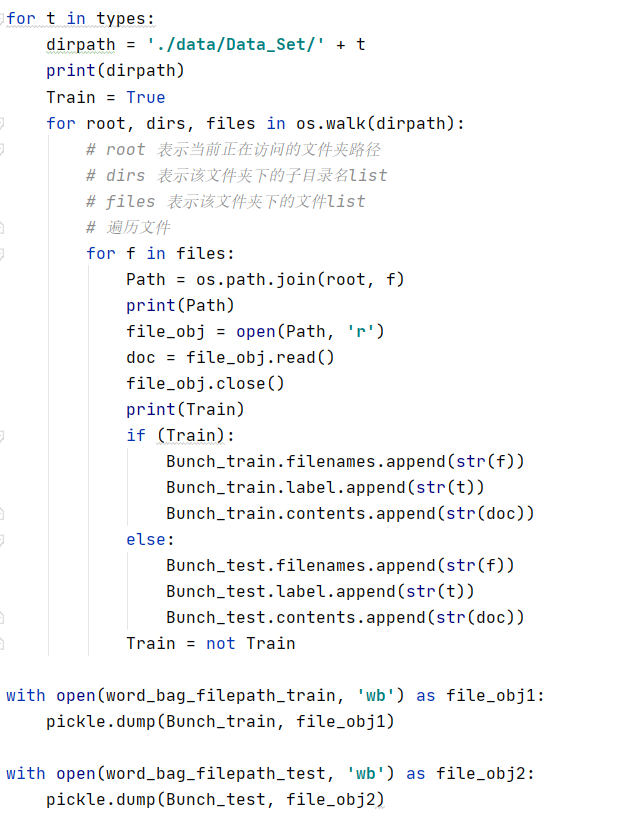 for t in types:
    dirpath = './data/Data_Set/' + t
    print(dirpath)
    Train = True
    for root, dirs, files in os.walk(dirpath):
        # root 表示当前正在访问的文件夹路径
        # dirs 表示该文件夹下的子目录名list
        # files 表示该文件夹下的文件list
        # 遍历文件
        for f in files:
            Path = os.path.join(root, f)
            print(Path)
            file_obj = open(Path, 'r')
            doc = file_obj.read()
            file_obj.close()
            print(Train)
            if (Train):
                Bunch_train.filenames.append(str(f))
                Bunch_train.label.append(str(t))
                Bunch_train.contents.append(str(doc))
            else:
                Bunch_test.filenames.append(str(f))
                Bunch_test.label.append(str(t))
                Bunch_test.contents.append(str(doc))
            Train = not Train

with open(word_bag_filepath_train, 'wb') as file_obj1:
    pickle.dump(Bunch_train, file_obj1)

with open(word_bag_filepath_test, 'wb') as file_obj2:
    pickle.dump(Bunch_test, file_obj2)